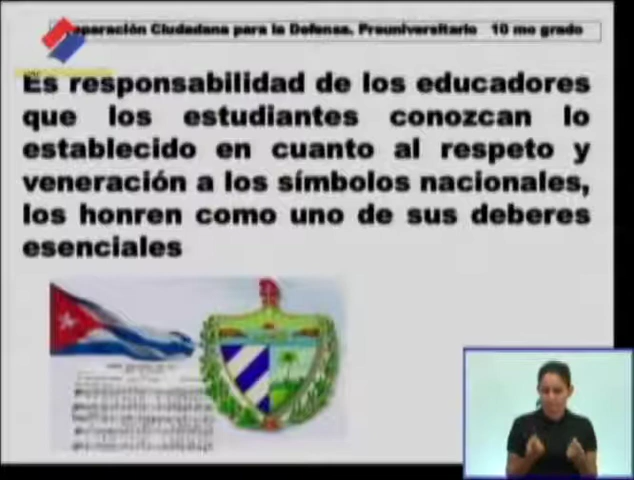 Preparación Ciudadana para la Defensa. Preuniversitario 10 mo grado
Es responsabilidad de los educadores
que los estudiantes conozcan lo
establecido en cuanto al respeto y
veneración a los símbolos nacionales,
los honren como uno de sus deberes
esenciales